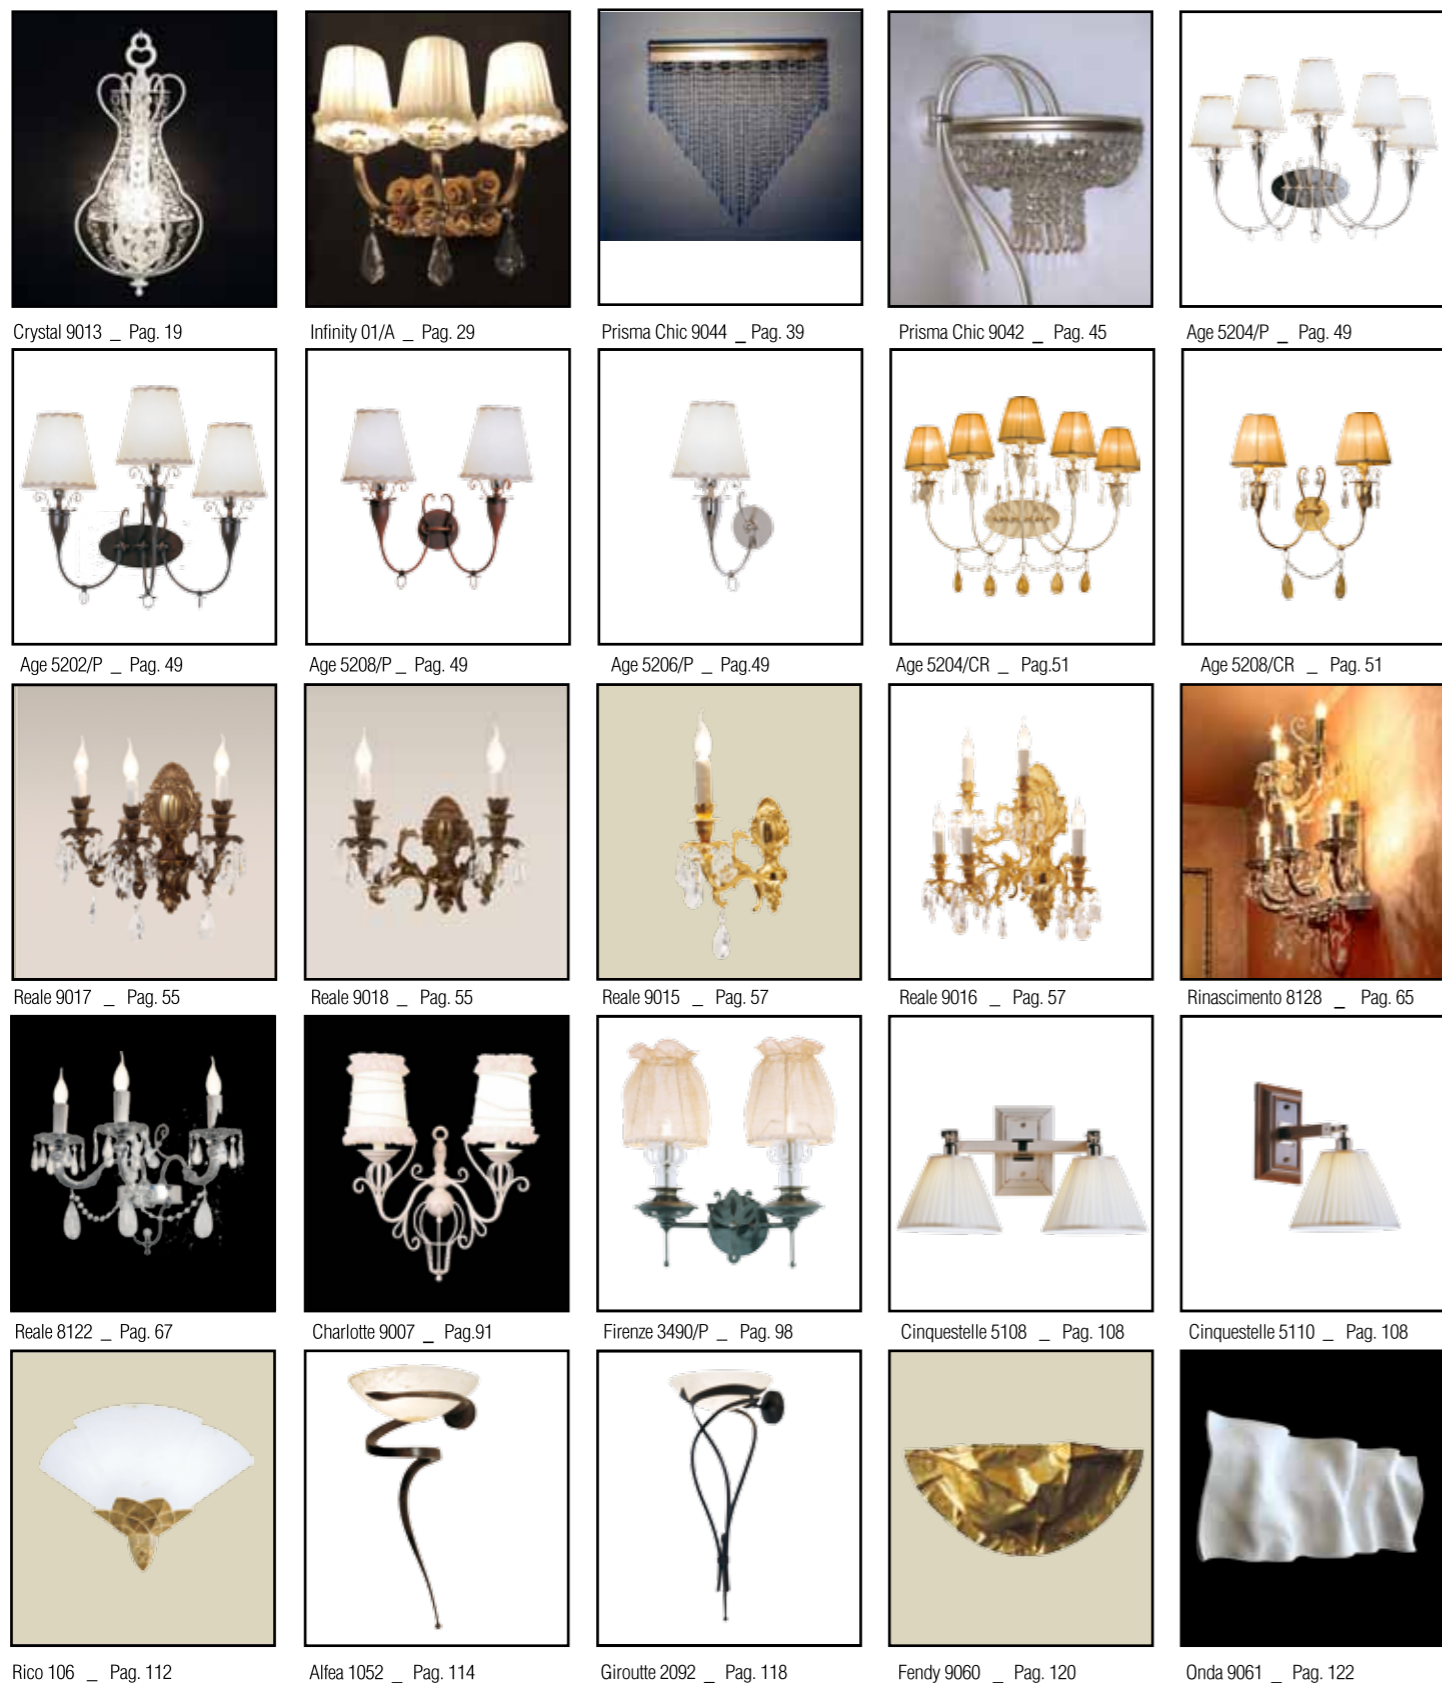 Crystal 9013 _ Pag. 19
Infinity 01/A _ Pag. 29
Prisma Chic 9044 _ Pag. 39
Prisma Chic 9042 _ Pag. 45
Age 5204/P _ Pag. 49
Age 5202/P _ Pag. 49
Age 5208/P _ Pag. 49
Age 5206/P _ Pag.49
Age 5204/CR _ Pag.51
Age 5208/CR _ Pag. 51
Reale 9017 _ Pag. 55
Reale 9018 _ Pag. 55
Reale 9015 _ Pag. 57
Reale 9016 _ Pag. 57
Rinascimento 8128 _ Pag. 65
Reale 8122 _ Pag. 67
Charlotte 9007 _ Pag.91
Firenze 3490/P _ Pag. 98
Cinquestelle 5108 _ Pag. 108
Cinquestelle 5110 _ Pag. 108
Rico 106 _ Pag. 112
Alfea 1052 _ Pag. 114
Giroutte 2092 _ Pag. 118
Fendy 9060 _ Pag. 120
Onda 9061 _ Pag. 122